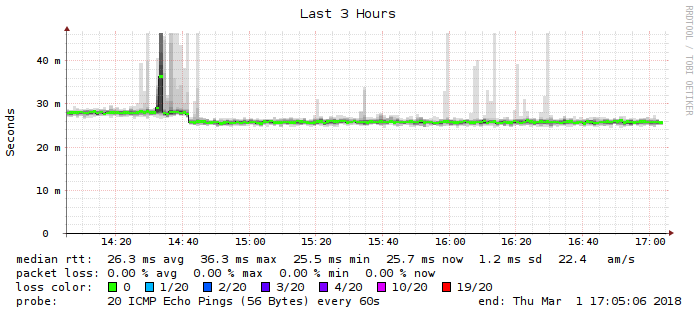 Last 3 Hours
RRDTOOL / TOBI OETIKER
Seconds
40 m
30 m
20 m
10 m
0
14:20 14:40 15:00 15:20 15:40 16:00 16:20 16:40 17:00
median rtt: 26.3 ms avg 36.3 ms max 25.5 ms min 25.7 ms now 1.2 ms sd 22.4 am/s
packet loss: 0.00 % avg 0.00 % max 0.00 % min 0.00 % now
loss color: 0 1/20 2/20 3/20 4/20 10/20 19/20
probe: 20 ICMP Echo Pings (56 Bytes) every 60s end: Thu Mar 1 17:05:06 2018